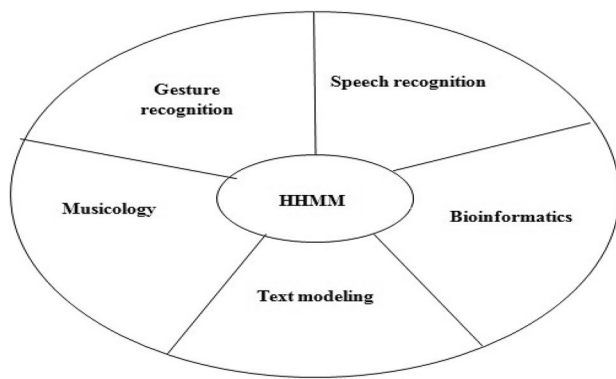 Gesture
recognition
Speech recognition
Musicology
HHMM
Bioinformatics
Text modeling